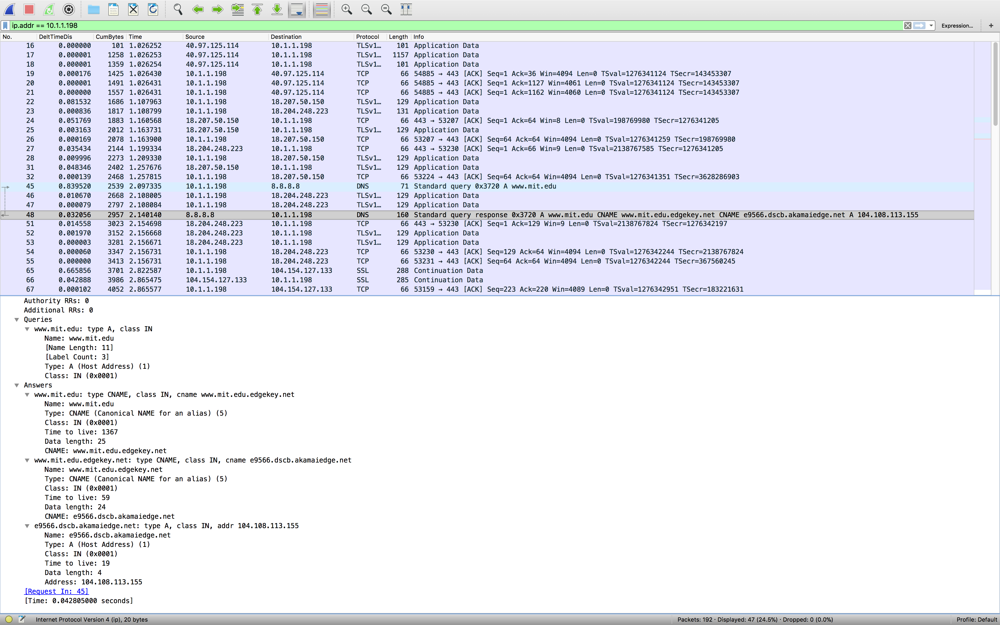 ip.addr == 10.1.1.198 Expression... +
No. DeltTimeDis CumBytes Time Source Destination Protocol Length Info
16 0.000000 101 1.026252 40.97.125.114 10.1.1.198 TLSv1… 101 Application Data
17 0.000001 1258 1.026253 40.97.125.114 10.1.1.198 TLSv1… 1157 Application Data
18 0.000001 1359 1.026254 40.97.125.114 10.1.1.198 TLSv1… 101 Application Data
19 0.000176 1425 1.026430 10.1.1.198 40.97.125.114 TCP 66 54885 → 443 [ACK] Seq=1 Ack=36 Win=4094 Len=0 TSval=1276341124 TSecr=143453307
20 0.000001 1491 1.026431 10.1.1.198 40.97.125.114 TCP 66 54885 → 443 [ACK] Seq=1 Ack=1127 Win=4061 Len=0 TSval=1276341124 TSecr=143453307
21 0.000000 1557 1.026431 10.1.1.198 40.97.125.114 TCP 66 54885 → 443 [ACK] Seq=1 Ack=1162 Win=4060 Len=0 TSval=1276341124 TSecr=143453307
22 0.081532 1686 1.107963 10.1.1.198 18.207.50.150 TLSv1… 129 Application Data
23 0.000836 1817 1.108799 10.1.1.198 18.204.248.223 TLSv1… 131 Application Data
24 0.051769 1883 1.160568 18.207.50.150 10.1.1.198 TCP 66 443 → 53207 [ACK] Seq=1 Ack=64 Win=8 Len=0 TSval=198769980 TSecr=1276341205
25 0.003163 2012 1.163731 18.207.50.150 10.1.1.198 TLSv1… 129 Application Data
26 0.000169 2078 1.163900 10.1.1.198 18.207.50.150 TCP 66 53207 → 443 [ACK] Seq=64 Ack=64 Win=4094 Len=0 TSval=1276341259 TSecr=198769980
27 0.035434 2144 1.199334 18.204.248.223 10.1.1.198 TCP 66 443 → 53230 [ACK] Seq=1 Ack=66 Win=9 Len=0 TSval=2138767585 TSecr=1276341205
28 0.009996 2273 1.209330 10.1.1.198 18.207.50.150 TLSv1… 129 Application Data
31 0.048346 2402 1.257676 18.207.50.150 10.1.1.198 TLSv1… 129 Application Data
32 0.000139 2468 1.257815 10.1.1.198 18.207.50.150 TCP 66 53224 → 443 [ACK] Seq=64 Ack=64 Win=4094 Len=0 TSval=1276341351 TSecr=3628286903
45 0.839520 2539 2.097335 10.1.1.198 8.8.8.8 DNS 71 Standard query 0x3720 A www.mit.edu
46 0.010670 2668 2.108005 10.1.1.198 18.204.248.223 TLSv1… 129 Application Data
47 0.000079 2797 2.108084 10.1.1.198 18.204.248.223 TLSv1… 129 Application Data
48 0.032056 2957 2.140140 8.8.8.8 10.1.1.198 DNS 160 Standard query response 0x3720 A www.mit.edu CNAME www.mit.edu.edgekey.net CNAME e9566.dscb.akamaiedge.net A 104.108.113.155
51 0.014558 3023 2.154698 18.204.248.223 10.1.1.198 TCP 66 443 → 53230 [ACK] Seq=1 Ack=129 Win=9 Len=0 TSval=2138767824 TSecr=1276342197
52 0.001970 3152 2.156668 18.204.248.223 10.1.1.198 TLSv1… 129 Application Data
53 0.000003 3281 2.156671 18.204.248.223 10.1.1.198 TLSv1… 129 Application Data
54 0.000060 3347 2.156731 10.1.1.198 18.204.248.223 TCP 66 53230 → 443 [ACK] Seq=129 Ack=64 Win=4094 Len=0 TSval=1276342244 TSecr=2138767824
55 0.000000 3413 2.156731 10.1.1.198 18.204.248.223 TCP 66 53231 → 443 [ACK] Seq=64 Ack=64 Win=4094 Len=0 TSval=1276342244 TSecr=367560245
65 0.665856 3701 2.822587 10.1.1.198 104.154.127.133 SSL 288 Continuation Data
66 0.042888 3986 2.865475 104.154.127.133 10.1.1.198 SSL 285 Continuation Data
67 0.000102 4052 2.865577 10.1.1.198 104.154.127.133 TCP 66 53159 → 443 [ACK] Seq=223 Ack=220 Win=4089 Len=0 TSval=1276342951 TSecr=183221631
Authority RRs: 0
Additional RRs: 0
Queries
www.mit.edu: type A, class IN
Name: www.mit.edu
[Name Length: 11]
[Label Count: 3]
Type: A (Host Address) (1)
Class: IN (0x0001)
Answers
www.mit.edu: type CNAME, class IN, cname www.mit.edu.edgekey.net
Name: www.mit.edu
Type: CNAME (Canonical NAME for an alias) (5)
Class: IN (0x0001)
Time to live: 1367
Data length: 25
CNAME: www.mit.edu.edgekey.net
www.mit.edu.edgekey.net: type CNAME, class IN, cname e9566.dscb.akamaiedge.net
Name: www.mit.edu.edgekey.net
Type: CNAME (Canonical NAME for an alias) (5)
Class: IN (0x0001)
Time to live: 59
Data length: 24
CNAME: e9566.dscb.akamaiedge.net
e9566.dscb.akamaiedge.net: type A, class IN, addr 104.108.113.155
Name: e9566.dscb.akamaiedge.net
Type: A (Host Address) (1)
Class: IN (0x0001)
Time to live: 19
Data length: 4
Address: 104.108.113.155
[Request In: 45]
[Time: 0.042805000 seconds]
Internet Protocol Version 4 (ip), 20 bytes Packets: 192 · Displayed: 47 (24.5%) · Dropped: 0 (0.0%) Profile: Default